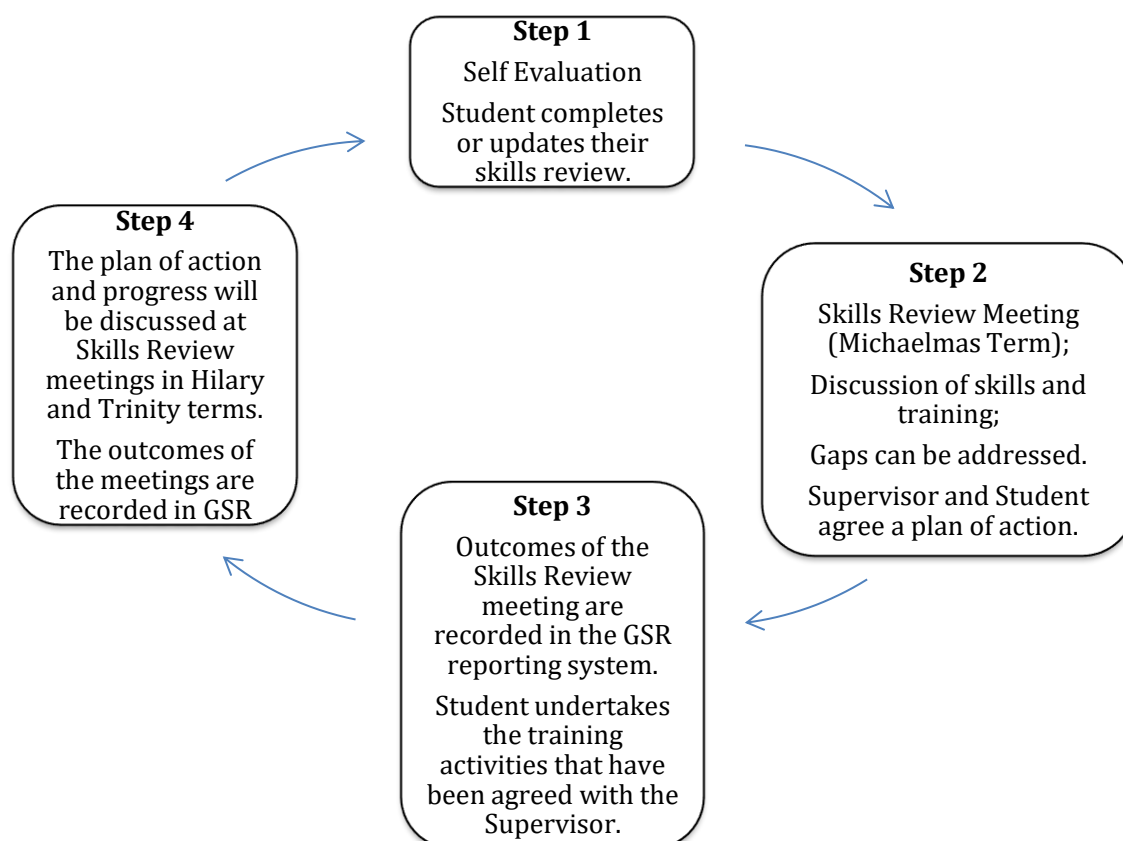 Step 1
Self Evaluation
Student completes
or updates their
skills review.
Step 2
Skills Review Meeting
(Michaelmas Term);
Discussion of skills and
training;
Gaps can be addressed.
Supervisor and Student
agree a plan of action.
Step 3
Outcomes of the
Skills Review
meeting are
recorded in the GSR
reporting system.
Student undertakes
the training
activities that have
been agreed with the
Supervisor.
Step 4
The plan of action
and progress will
be discussed at
Skills Review
meetings in Hilary
and Trinity terms.
The outcomes of
the meetings are
recorded in GSR